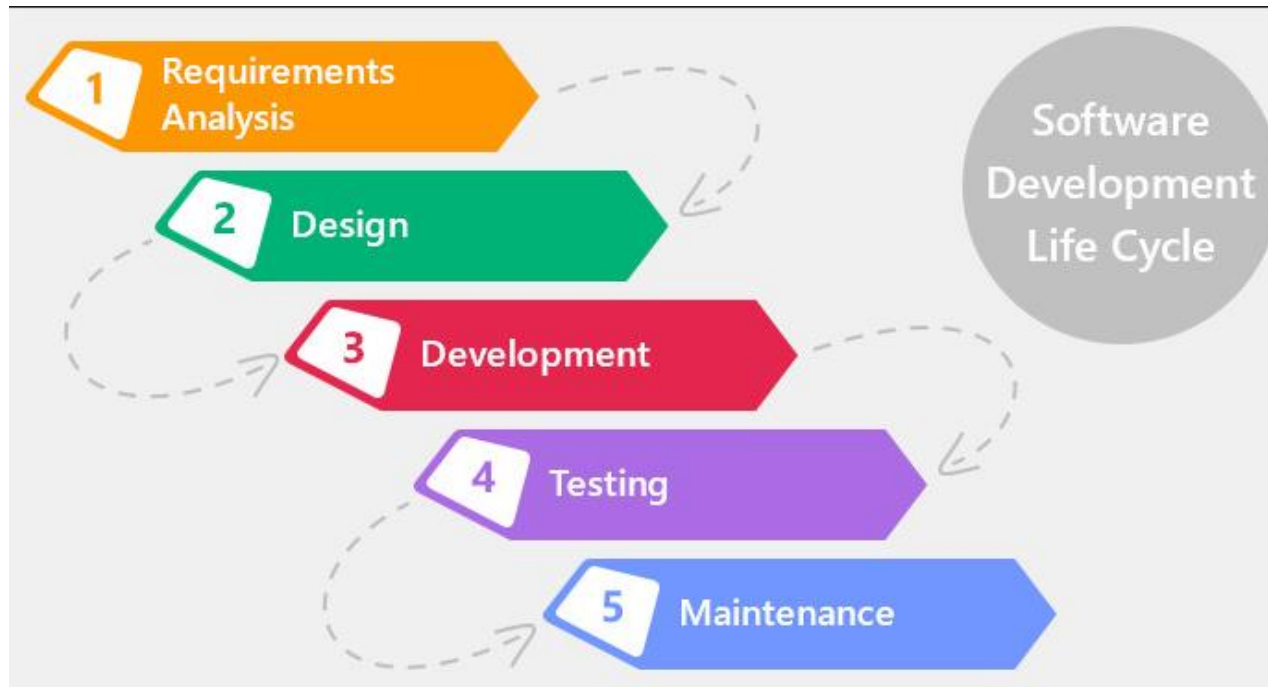 1
Requirements
Analysis
Software
Development
Life Cycle
2
Design
3
Development
4
Testing
5
Maintenance